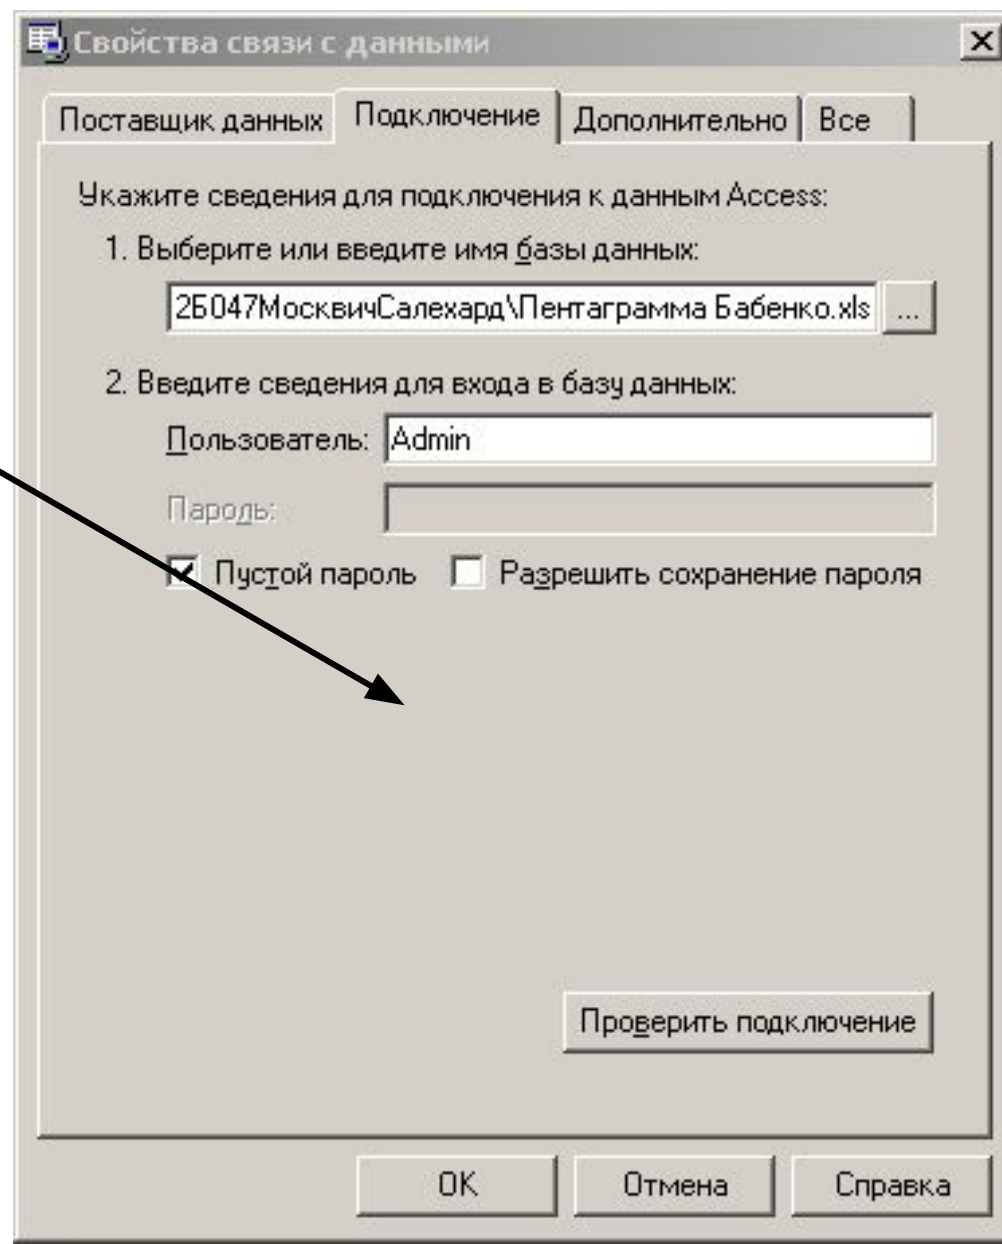 Свойства связи с данными
Поставщик данных Подключение Дополнительно Все
Укажите сведения для подключения к данным Access:
1. Выберите или введите имя базы данных:
2Б047МосквичСалехард\Пентаграмма Бабенко.xls ...
2. Введите сведения для входа в базу данных:
Пользователь: Admin
Пароль:
Пустой пароль Разрешить сохранение пароля
Проверить подключение
ОК Отмена Справка